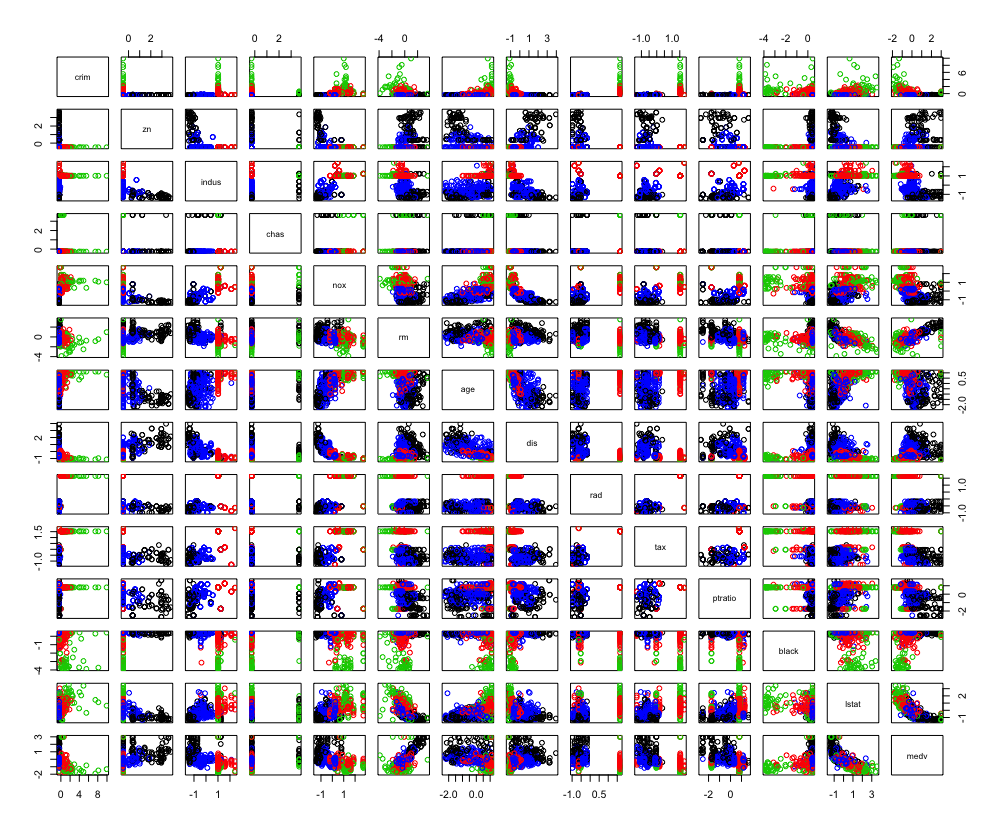 0 2 0 2 -4 0 -1 1 3 -1.0 1.0 -4 -2 0 -2 0 2
crim 0 6
0 2 zn
indus -1 1
0 2 chas
nox -1 1
-4 0 rm
age -2.0 0.5
-1 2 dis
rad -1.0 1.0
-1.0 1.5 tax
ptratio -2 0
-4 -1 black
lstat -1 2
-2 1 3 medv
0 4 8 -1 1 -1 1 -2.0 0.0 -1.0 0.5 -2 0 -1 1 3